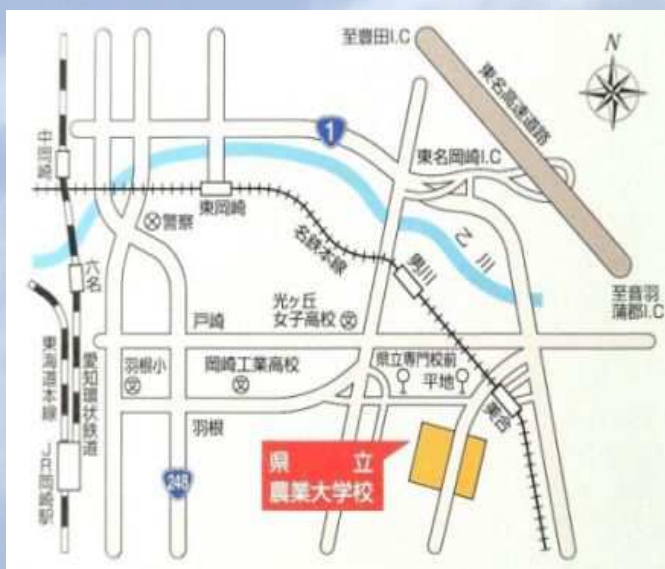 至豊田I.C
N
東名高速道路
1
東名岡崎I.C
中岡崎
東岡崎
警察
名鉄本線
乙川
男川
六名
至音羽
蒲郡I.C
光ヶ丘
女子高校
戸崎
羽根小
岡崎工業高校
県立専門校前
平地
美合
東海道本線
愛知環状鉄道
羽根
県立
農業大学校
JR岡崎
248